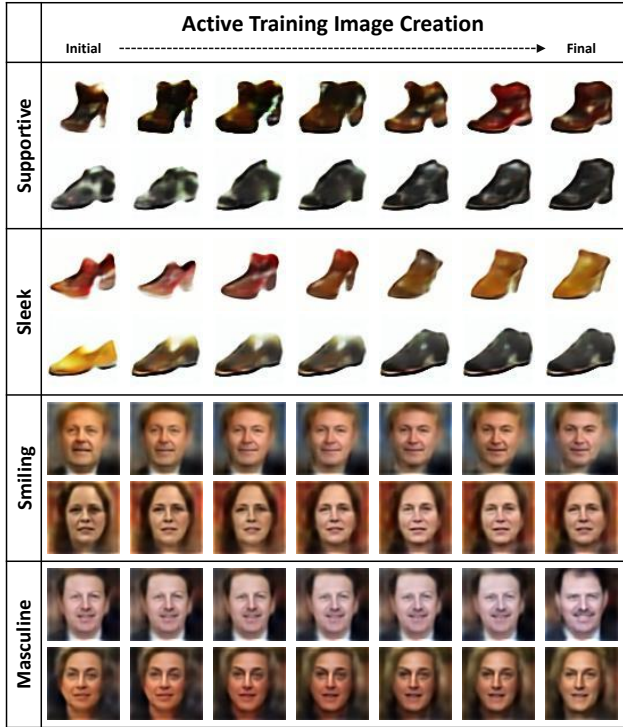 Active Training Image Creation
Initial
Final
Supportive
Sleek
Smiling
Masculine